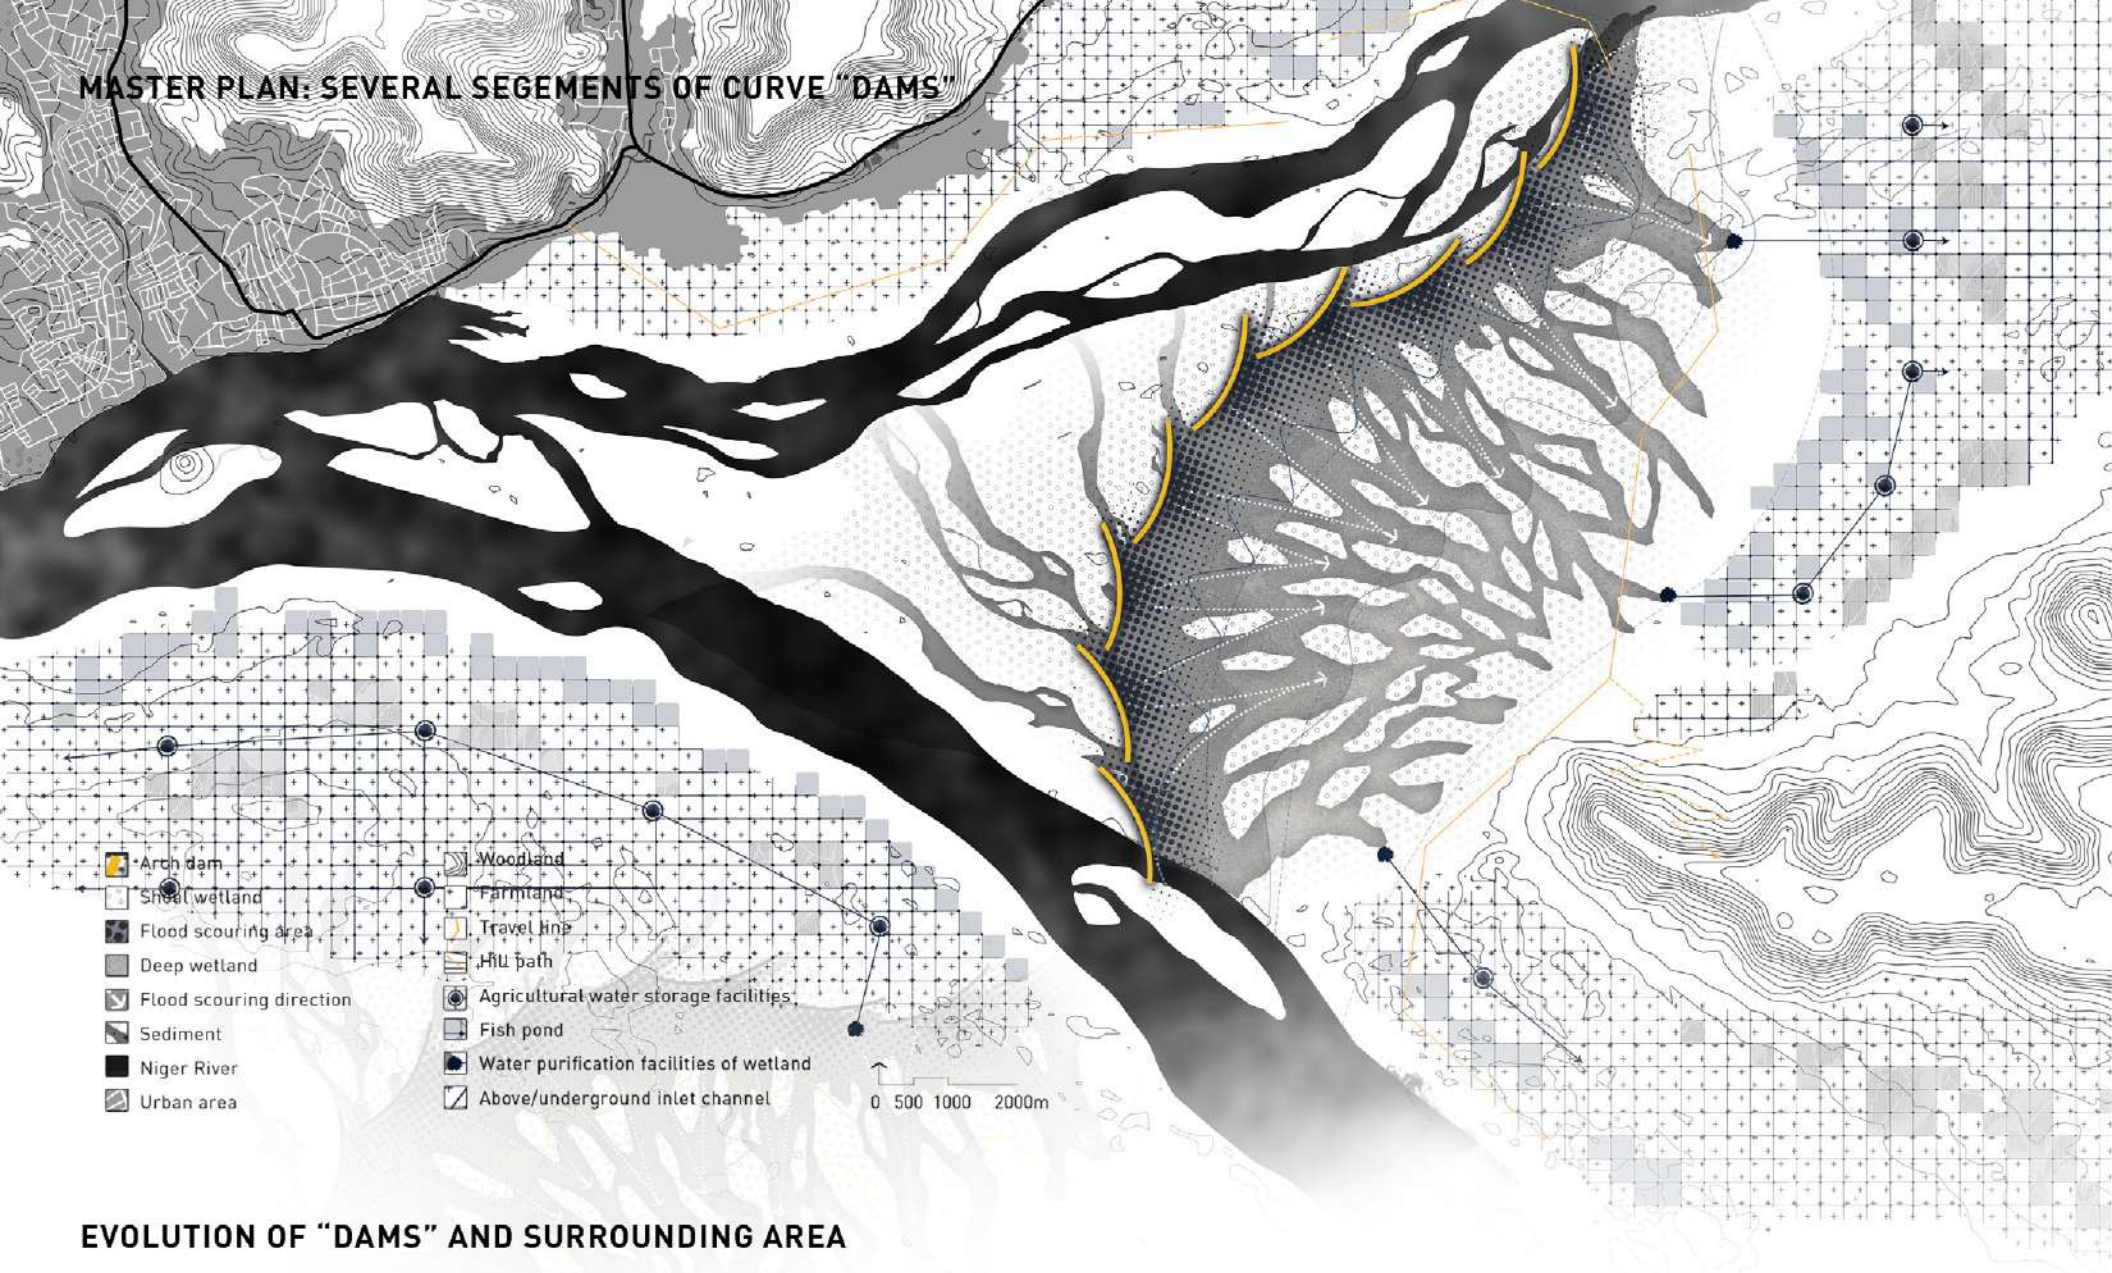 MASTER PLAN: SEVERAL SEGEMENTS OF CURVE “DAMS”
Arch dam
Shoal wetland
Flood scouring area
Deep wetland
Flood scouring direction
Sediment
Niger River
Urban area
Woodland
Farmland
Travel line
Hill path
Agricultural water storage facilities
Fish pond
Water purification facilities of wetland
Above/underground inlet channel
0 500 1000 2000m
EVOLUTION OF “DAMS” AND SURROUNDING AREA